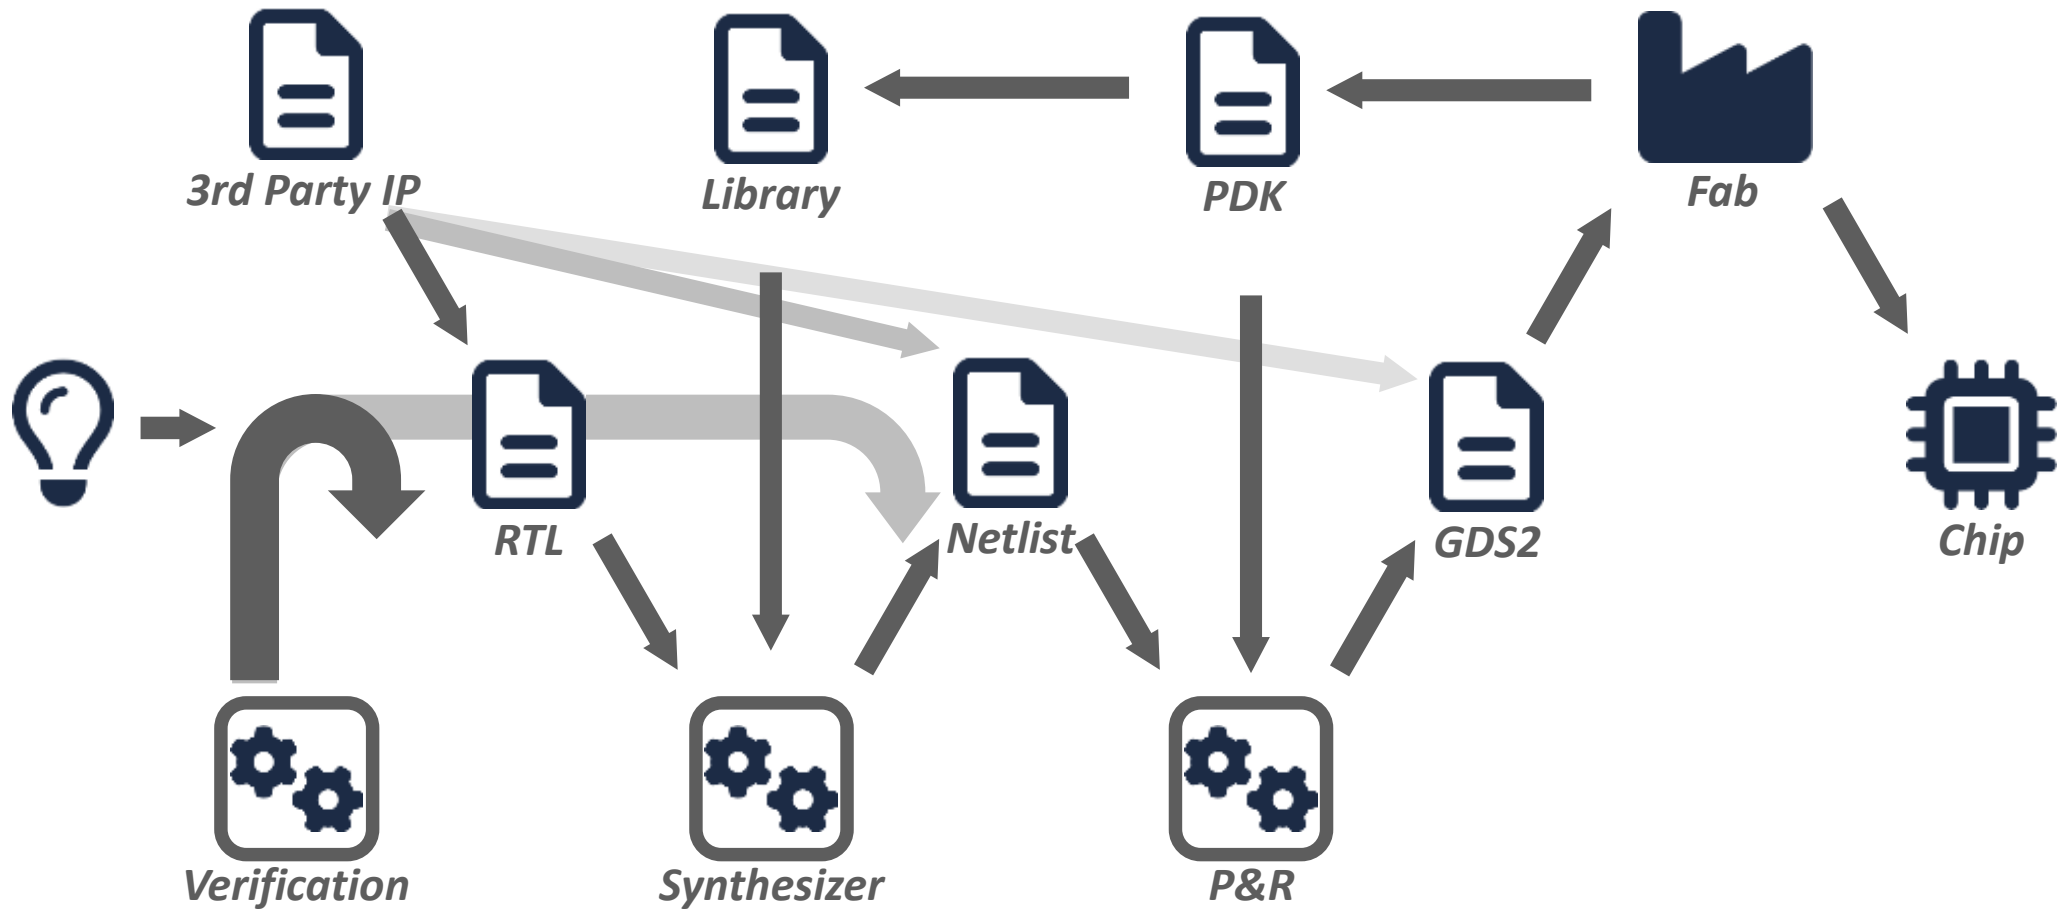 3rd Party IP
Library
PDK
Fab
RTL
Netlist
GDS2
Chip
Verification
Synthesizer
P&R